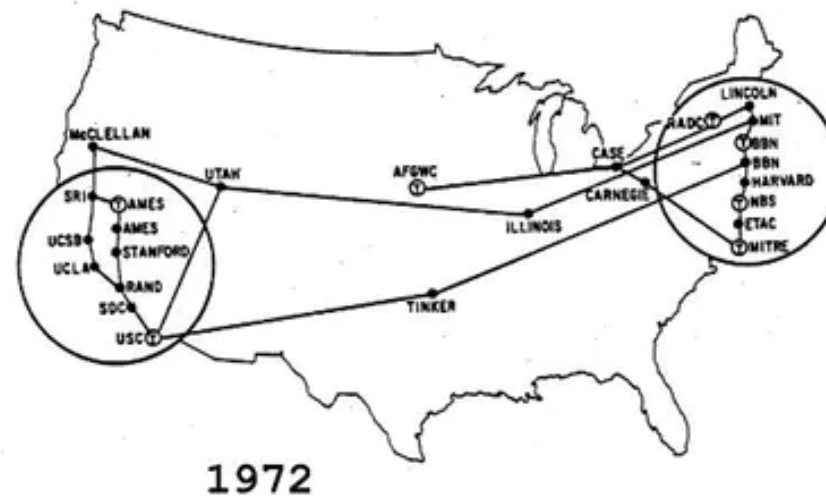 LINCOLN
RADC T
MIT
McCLELLAN
T BBN
CASE
BBN
UTAH
AFGWC
T
HARVARD
CARNEGIE
SRI
T AMES
T NBS
ILLINOIS
AMES
ETAC
UCSB
STANFORD
T MITRE
UCLA
RAND
SDC
TINKER
USC T
1972